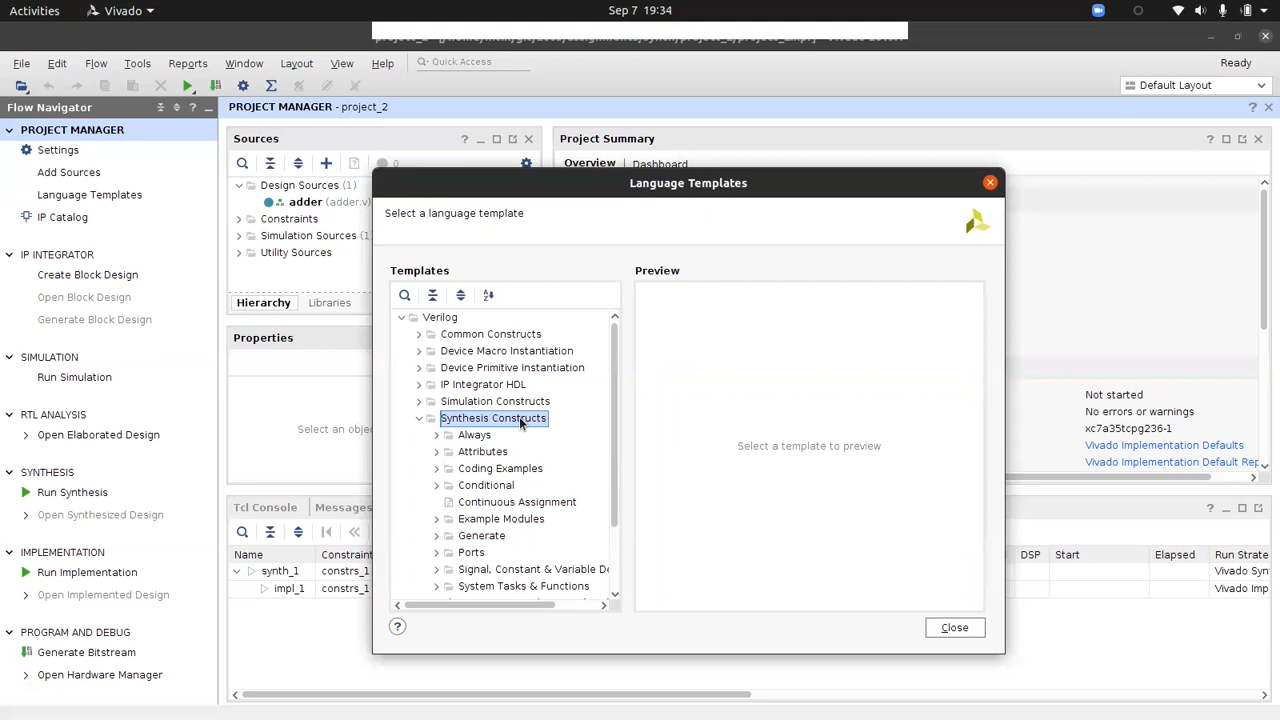 Activities
Vivado
Sep 7 19:34
File Edit Flow Tools Reports Window Layout View Help
Quick Access
Ready
Default Layout
Flow Navigator
PROJECT MANAGER - project_2
PROJECT MANAGER
Settings
Add Sources
Language Templates
IP Catalog
IP INTEGRATOR
Create Block Design
Open Block Design
Generate Block Design
SIMULATION
Run Simulation
RTL ANALYSIS
Open Elaborated Design
SYNTHESIS
Run Synthesis
Open Synthesized Design
IMPLEMENTATION
Run Implementation
Open Implemented Design
PROGRAM AND DEBUG
Generate Bitstream
Open Hardware Manager
Sources
0
Design Sources (1)
adder (adder.v)
Constraints
Simulation Sources (1)
Utility Sources
Hierarchy Libraries
Properties
Project Summary
Overview Dashboard
Not started
No errors or warnings
xc7a35tcpg236-1
Vivado Implementation Defaults
Vivado Implementation Default Rep
Language Templates
Select a language template
Templates
Verilog
Common Constructs
Device Macro Instantiation
Device Primitive Instantiation
IP Integrator HDL
Simulation Constructs
Synthesis Constructs
Always
Attributes
Coding Examples
Conditional
Continuous Assignment
Example Modules
Generate
Ports
Signal, Constant & Variable De
System Tasks & Functions
Preview
Select a template to preview
Close
Tcl Console Messages
Name Constraint DSP Start Elapsed Run Strate
synth_1 constrs_1 Vivado Syn
impl_1 constrs_1 Vivado Imp